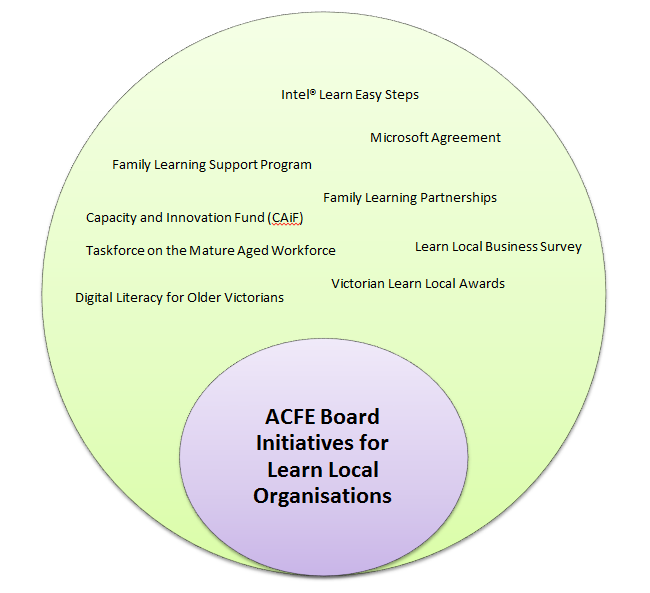 Intel® Learn Easy Steps
Microsoft Agreement
Family Learning Support Program
Family Learning Partnerships
Capacity and Innovation Fund (CAiF)
Learn Local Business Survey
Taskforce on the Mature Aged Workforce
Victorian Learn Local Awards
Digital Literacy for Older Victorians
ACFE Board
Initiatives for
Learn Local
Organisations